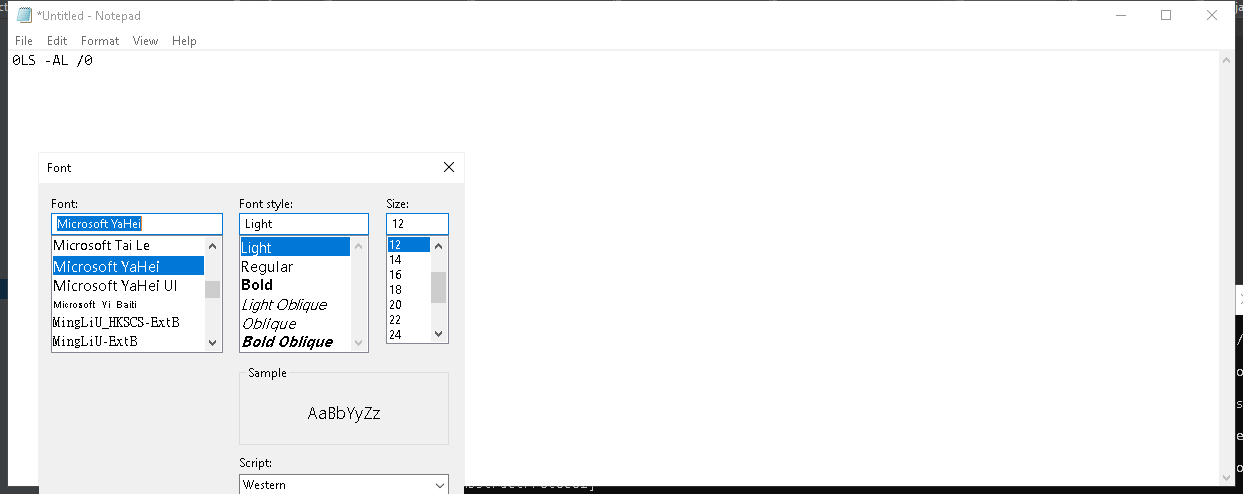 *Untitled - Notepad
File Edit Format View Help
0LS -AL /0
Font
Font: Font style: Size:
Microsoft YaHei Light 12
Microsoft Tai Le
Microsoft YaHei
Microsoft YaHei UI
Microsoft Yi Baiti
MingLiU_HKSCS-ExtB
MingLiU-ExtB
Light
Regular
Bold
Light Oblique
Oblique
Bold Oblique
12
14
16
18
20
22
24
Sample
AaBbYyZz
Script:
Western